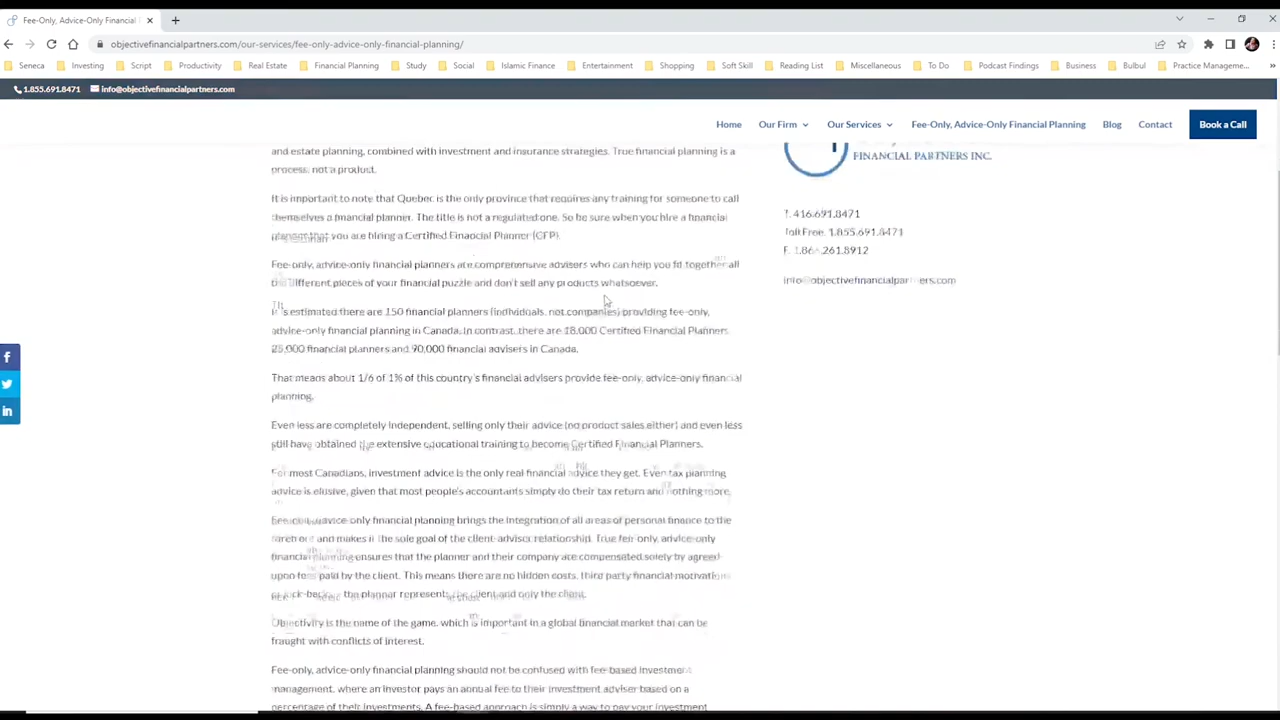 Fee-Only, Advice-Only Financial
objectivefinancialpartners.com/our-services/fee-only-advice-only-financial-planning/
Seneca Investing Script Productivity Real Estate Financial Planning Study Social Islamic Finance Entertainment Shopping Soft Skill Reading List Miscellaneous To Do Podcast Findings Business Bulbul Practice Manageme... »
1.855.691.8471 info@objectivefinancialpartners.com
Home Our Firm Our Services Fee-Only, Advice-Only Financial Planning Blog Contact Book a Call
FINANCIAL PARTNERS INC.
T. 416.691.8471
Toll Free. 1.855.691.8471
F. 1.866.261.8912
info@objectivefinancialpartners.com
and estate planning, combined with investment and insurance strategies. True financial planning is a
process, not a product.
It is important to note that Quebec is the only province that requires any training for someone to call
themselves a financial planner. The title is not a regulated one. So be sure when you hire a financial
planner that you are hiring a Certified Financial Planner (CFP).
Fee-only, advice-only financial planners are comprehensive advisers who can help you fit together all
the different pieces of your financial puzzle and don't sell any products whatsoever.
It's estimated there are 150 financial planners (individuals, not companies) providing fee-only,
advice-only financial planning in Canada. In contrast, there are 18,000 Certified Financial Planners,
25,000 financial planners and 90,000 financial advisers in Canada.
That means about 1/6 of 1% of this country's financial advisers provide fee-only, advice-only financial
planning.
Even less are completely independent, selling only their advice (no product sales either) and even less
still have obtained the extensive educational training to become Certified Financial Planners.
For most Canadians, investment advice is the only real financial advice they get. Even tax planning
advice is elusive, given that most people's accountants simply do their tax return and nothing more.
Fee-only, advice-only financial planning brings the integration of all areas of personal finance to the
forefront and makes it the sole goal of the client-advisor relationship. True fee-only, advice-only
financial planning ensures that the planner and their company are compensated solely by agreed-
upon fees paid by the client. This means there are no hidden costs, third party financial motivation
or kick-backs – the planner represents the client and only the client.
Objectivity is the name of the game, which is important in a global financial market that can be
fraught with conflicts of interest.
Fee-only, advice-only financial planning should not be confused with fee-based investment
management, where an investor pays an annual fee to their investment adviser based on a
percentage of their investments. A fee-based approach is simply a way to pay your investment